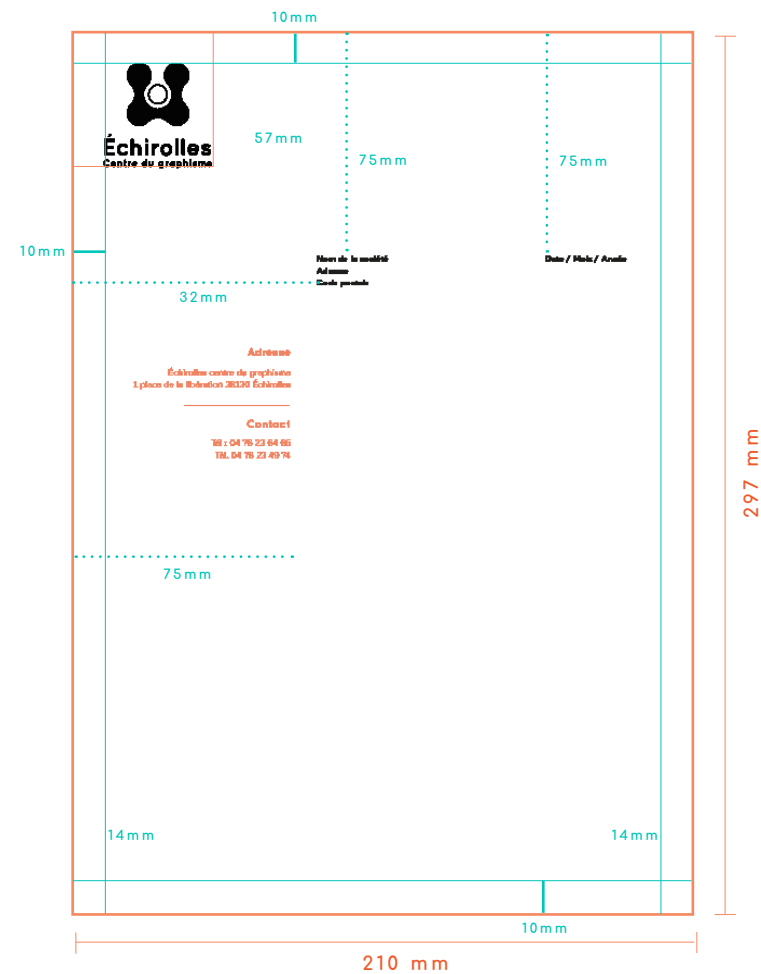 10mm
Échirolles
Centre du graphisme
57mm
75mm
75mm
10mm
Nom de la société
Date / Mois / Année
Adresse
Code postale
32mm
Adresse
Échirolles centre du graphisme
1 place de la libération 38130 Échirolles
Contact
Tél : 04 76 23 64 65
Tél. 04 76 23 49 74
297 mm
75mm
14mm
14mm
10mm
210 mm